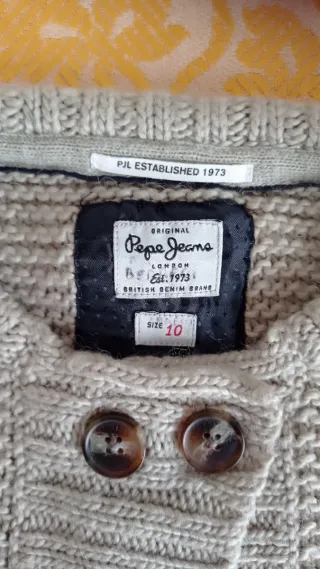 PJL ESTABLISHED 1973
ORIGINAL
Pepe Jeans
LONDON
Est. 1973
BRITISH DENIM BRAND
SIZE 10